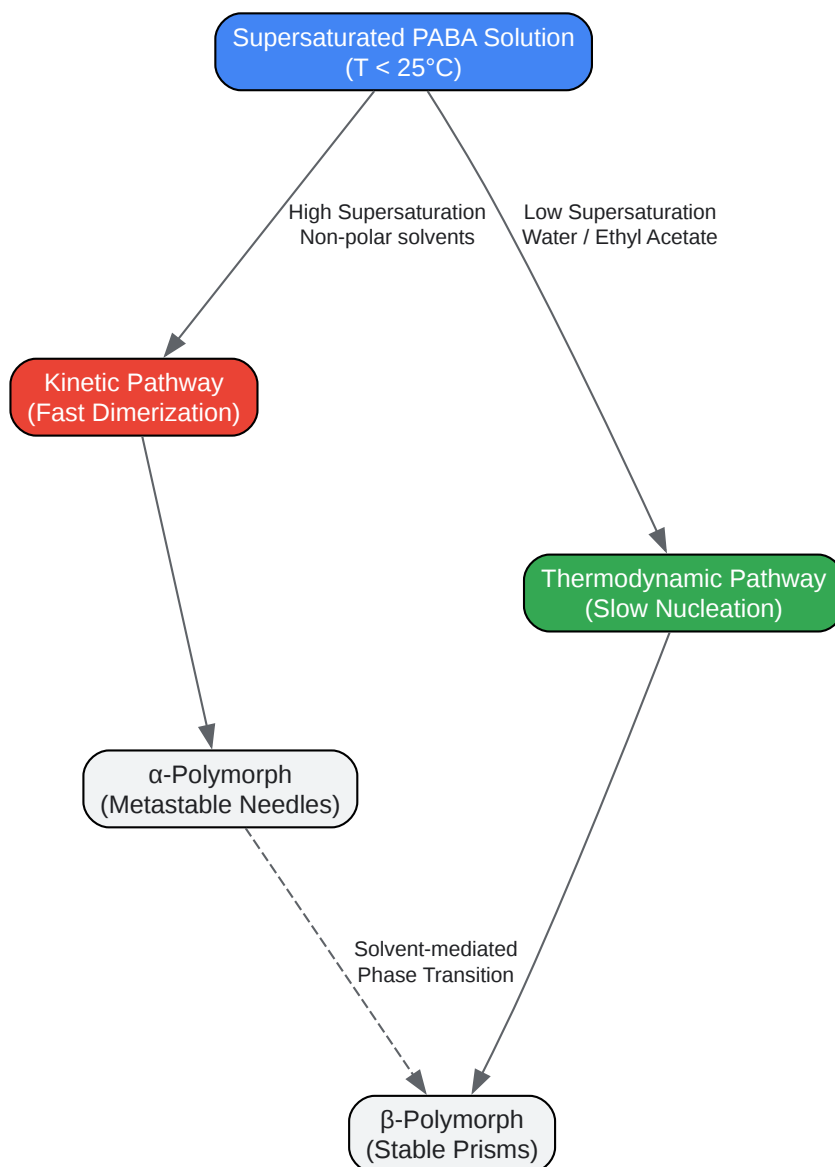 Supersaturated PABA Solution
(T < 25°C)
High Supersaturation
Non-polar solvents
Low Supersaturation
Water / Ethyl Acetate
Kinetic Pathway
(Fast Dimerization)
Thermodynamic Pathway
(Slow Nucleation)
α-Polymorph
(Metastable Needles)
Solvent-mediated
Phase Transition
β-Polymorph
(Stable Prisms)